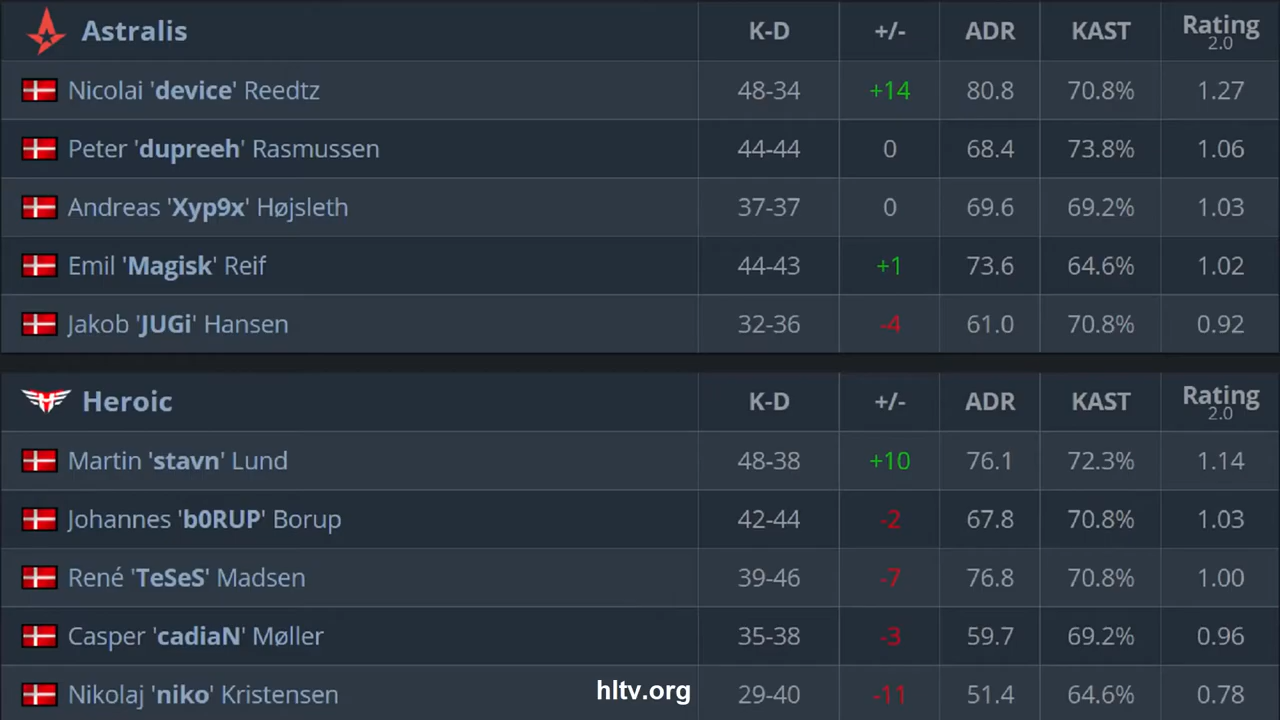 Astralis K-D +/- ADR KAST Rating 2.0
Nicolai 'device' Reedtz 48-34 +14 80.8 70.8% 1.27
Peter 'dupreeh' Rasmussen 44-44 0 68.4 73.8% 1.06
Andreas 'Xyp9x' Højsleth 37-37 0 69.6 69.2% 1.03
Emil 'Magisk' Reif 44-43 +1 73.6 64.6% 1.02
Jakob 'JUGi' Hansen 32-36 -4 61.0 70.8% 0.92
Heroic K-D +/- ADR KAST Rating 2.0
Martin 'stavn' Lund 48-38 +10 76.1 72.3% 1.14
Johannes 'b0RUP' Borup 42-44 -2 67.8 70.8% 1.03
René 'TeSeS' Madsen 39-46 -7 76.8 70.8% 1.00
Casper 'cadiaN' Møller 35-38 -3 59.7 69.2% 0.96
Nikolaj 'niko' Kristensen hltv.org 29-40 -11 51.4 64.6% 0.78